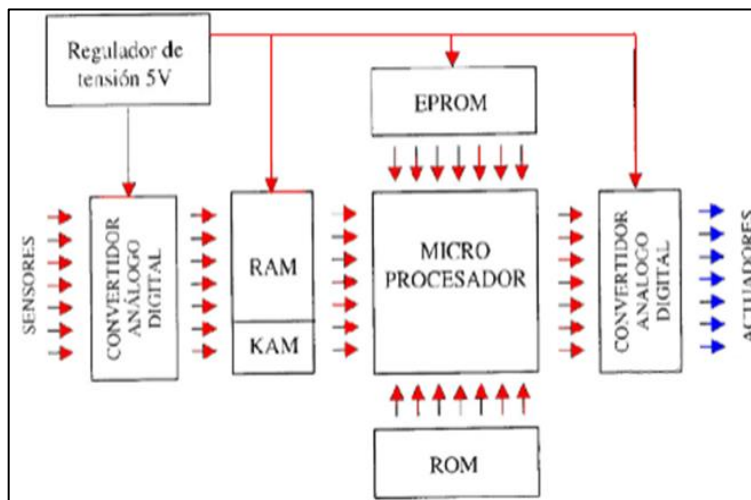 Regulador de
tensión 5V
EPROM
SENSORES
CONVERTIDOR
ANÁLOGO
DIGITAL
RAM
KAM
MICRO
PROCESADOR
CONVERTIDOR
ANALOGO
DIGITAL
ACTUADORES
ROM